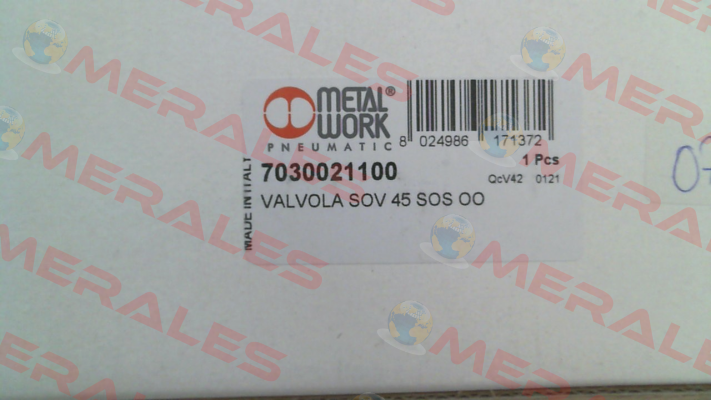 METAL® WORK
PNEUMATIC
8 024986 171372
7030021100
1 Pcs
QcV42 0121
VALVOLA SOV 45 SOS OO
MADE IN ITALY
MERALES
MERALES
MERALES
MERALES
MERALES
MERALES